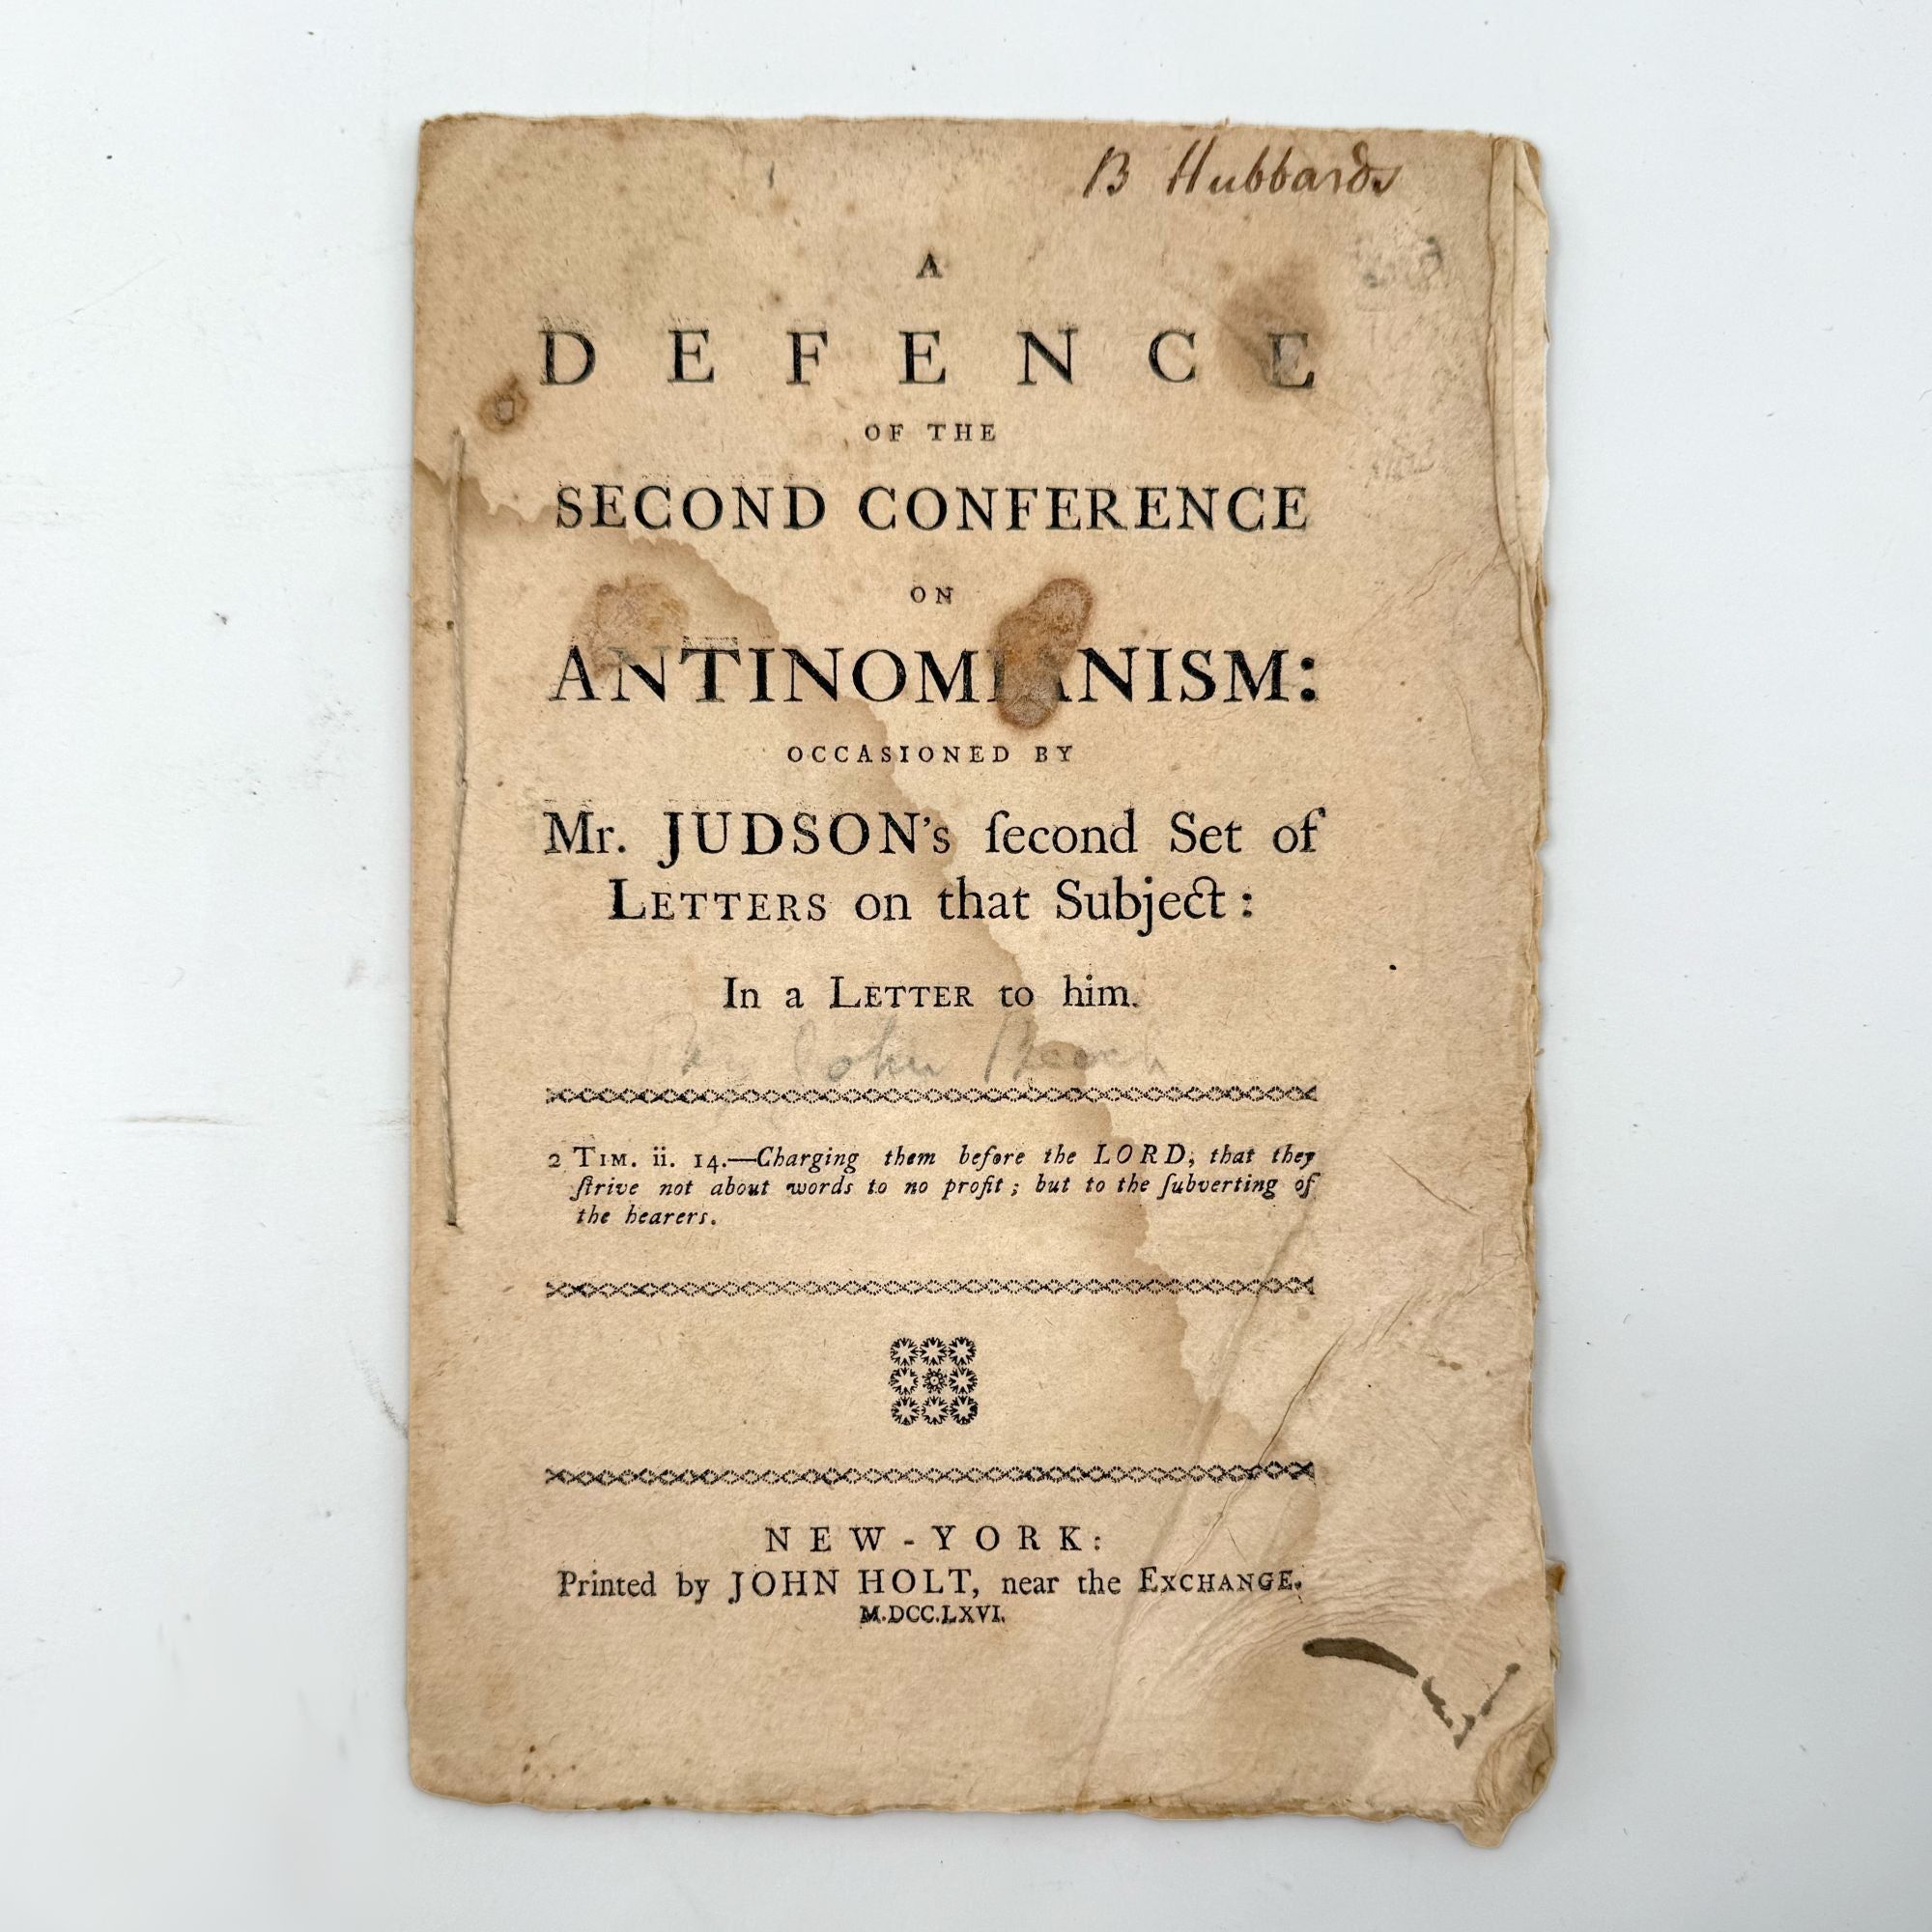 B Hubbards
A
DEFENCE
OF THE
SECOND CONFERENCE
ON
ANTINOMIANISM:
OCCASIONED BY
Mr. JUDSON's ſecond Set of
LETTERS on that Subject:
In a LETTER to him.
By John Beach
2 TIM. ii. 14.—Charging them before the LORD, that they
ſtrive not about words to no profit; but to the ſubverting of
the hearers.
NEW-YORK:
Printed by JOHN HOLT, near the EXCHANGE.
M.DCC.LXVI.